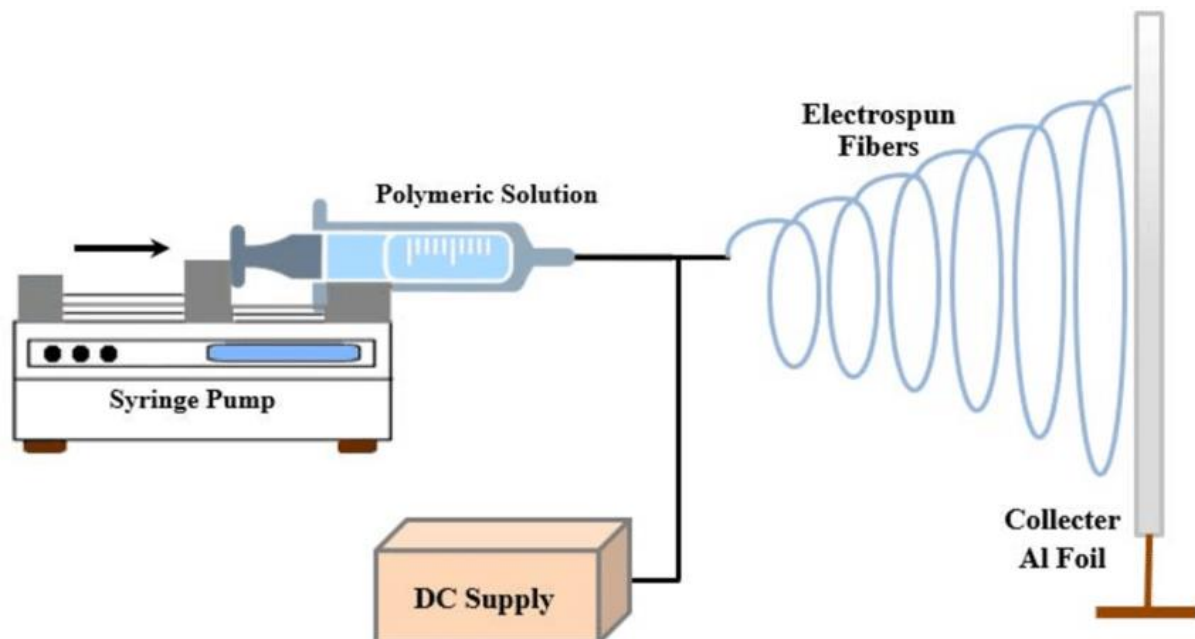 Electrospun
Fibers
Polymeric Solution
Syringe Pump
Collecter
Al Foil
DC Supply